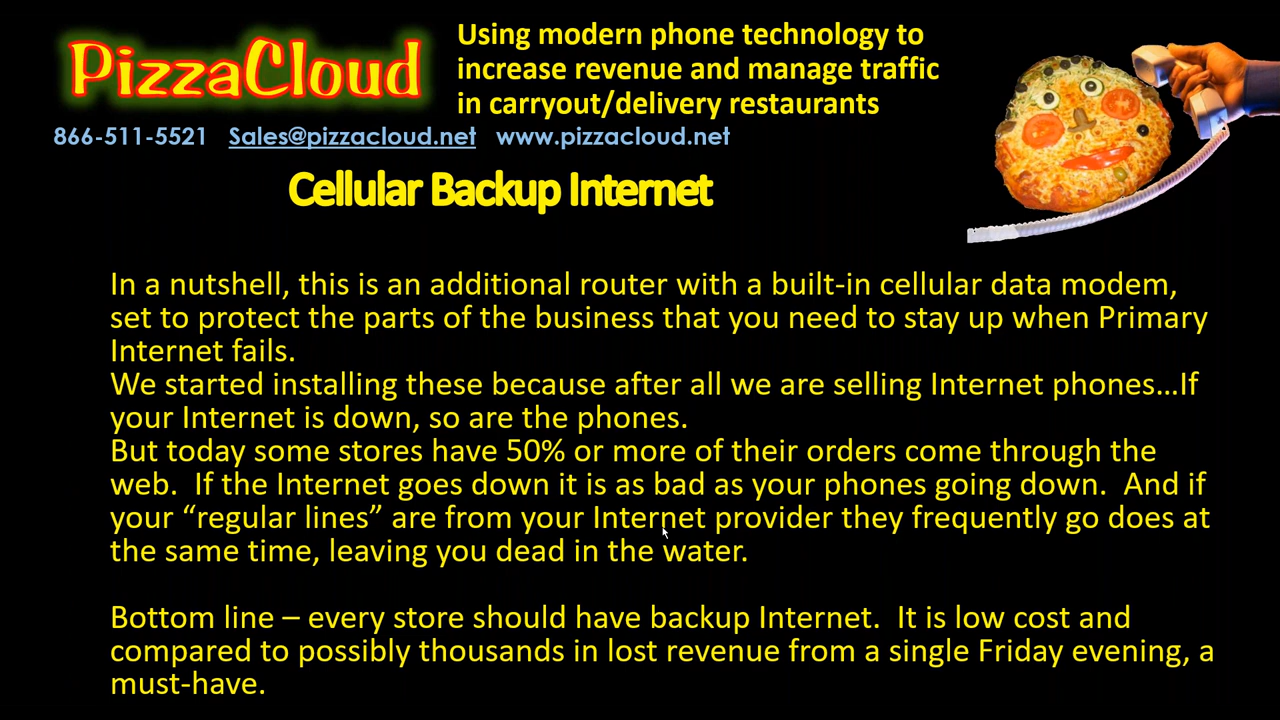 PizzaCloud
Using modern phone technology to
increase revenue and manage traffic
in carryout/delivery restaurants
866-511-5521 Sales@pizzacloud.net www.pizzacloud.net
Cellular Backup Internet
In a nutshell, this is an additional router with a built-in cellular data modem,
set to protect the parts of the business that you need to stay up when Primary
Internet fails.
We started installing these because after all we are selling Internet phones...If
your Internet is down, so are the phones.
But today some stores have 50% or more of their orders come through the
web.  If the Internet goes down it is as bad as your phones going down.  And if
your “regular lines” are from your Internet provider they frequently go does at
the same time, leaving you dead in the water.
Bottom line – every store should have backup Internet.  It is low cost and
compared to possibly thousands in lost revenue from a single Friday evening, a
must-have.